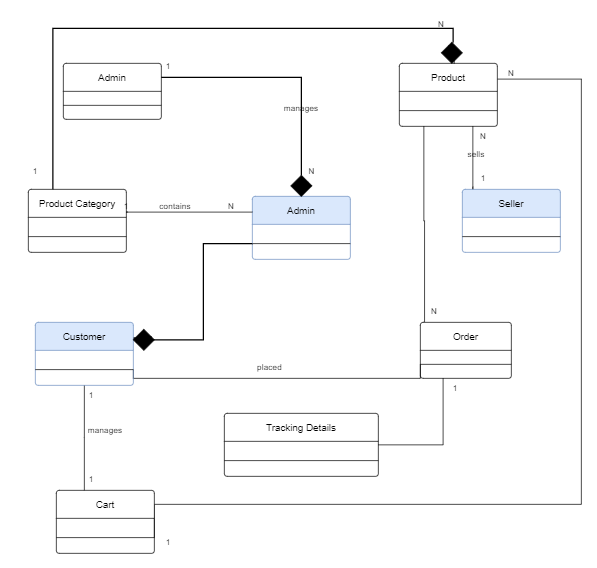 N
Product
N
1
Admin
manages
N
sells
1
N
1
Product Category
1
contains
N
Admin
Seller
N
Customer
Order
placed
1
1
manages
Tracking Details
1
Cart
1